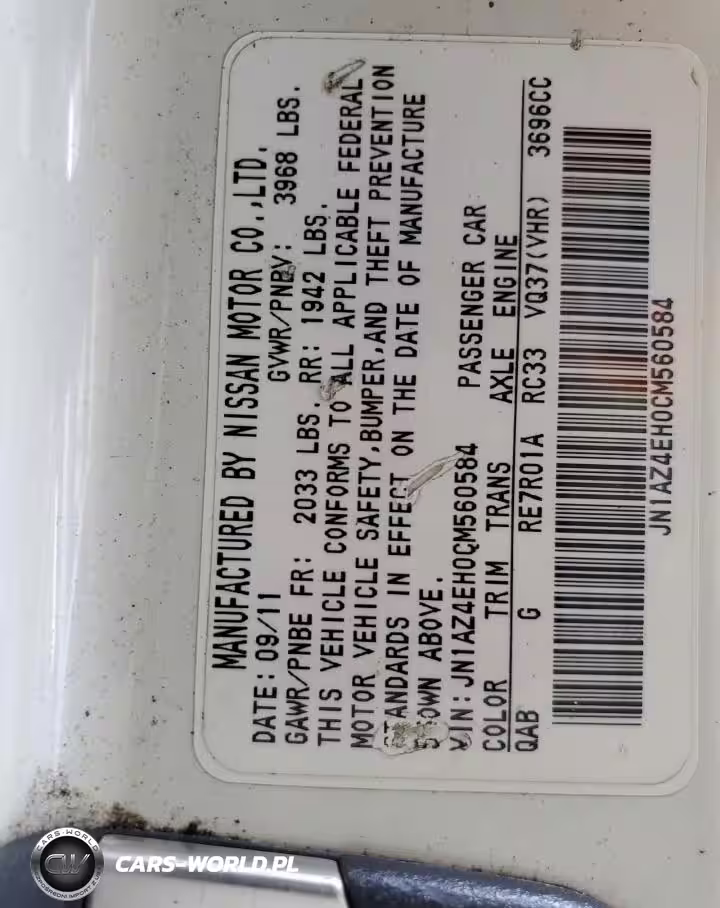 MANUFACTURED BY NISSAN MOTOR CO.,LTD.
DATE: 09/11 GVWR/PNBV: 3968 LBS.
GAWR/PNBE FR: 2033 LBS. RR: 1942 LBS.
THIS VEHICLE CONFORMS TO ALL APPLICABLE FEDERAL
MOTOR VEHICLE SAFETY,BUMPER,AND THEFT PREVENTION
STANDARDS IN EFFECT ON THE DATE OF MANUFACTURE
SHOWN ABOVE.
VIN: JN1AZ4EH0CM560584 PASSENGER CAR
COLOR TRIM TRANS AXLE ENGINE
QAB G RE7R01A RC33 VQ37(VHR) 3696CC
JN1AZ4EH0CM560584
CARS-WORLD
CW
CARS-WORLD.PL